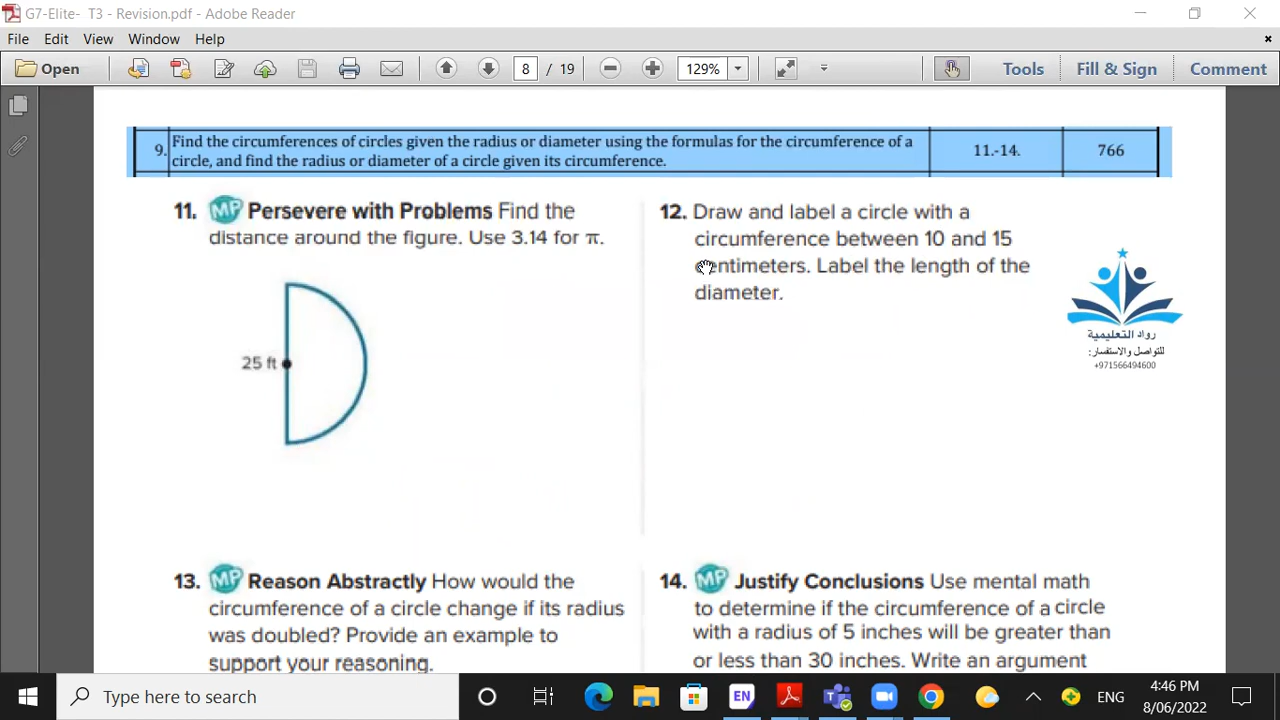 G7-Elite- T3 - Revision.pdf - Adobe Reader
File Edit View Window Help
Open 8 / 19 129% Tools Fill & Sign Comment
9. Find the circumferences of circles given the radius or diameter using the formulas for the circumference of a
circle, and find the radius or diameter of a circle given its circumference.
11.-14.
766
11. MP Persevere with Problems Find the
distance around the figure. Use 3.14 for π.
25 ft
12. Draw and label a circle with a
circumference between 10 and 15
centimeters. Label the length of the
diameter.
رواد التعليمية
للتواصل والاستفسار:
+971566494600
13. MP Reason Abstractly How would the
circumference of a circle change if its radius
was doubled? Provide an example to
support your reasoning.
14. MP Justify Conclusions Use mental math
to determine if the circumference of a circle
with a radius of 5 inches will be greater than
or less than 30 inches. Write an argument
Type here to search
EN
ENG
4:46 PM
8/06/2022